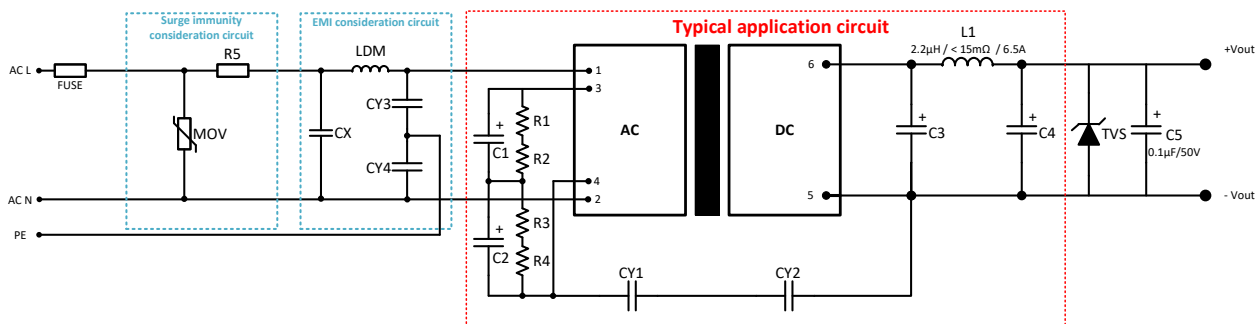 Surge immunity
consideration circuit
EMI consideration circuit
Typical application circuit
L1
2.2µH / < 15mΩ / 6.5A
R5
LDM
AC L
FUSE
1
3
6
+Vout
CY3
R1
MOV
CX
AC
DC
C3
C4
TVS
C5
0.1µF/50V
C1
R2
CY4
4
2
5
AC N
- Vout
PE
R3
C2
R4
CY1
CY2
+
+
+
+
+